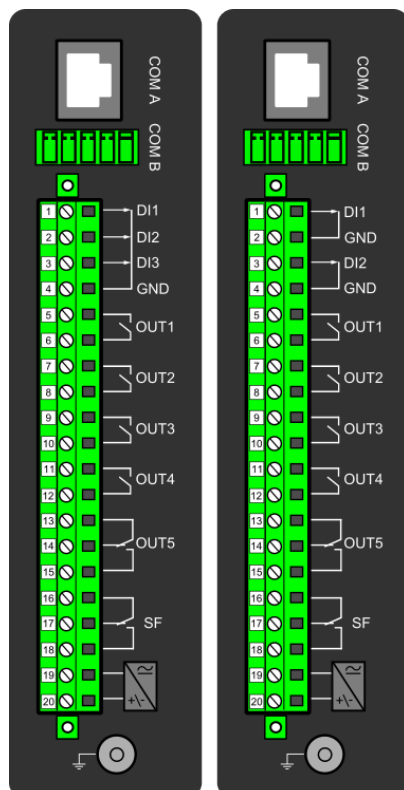 COM A
COM B
1 DI1
2 DI2
3 DI3
4 GND
5
OUT1
6
7
OUT2
8
9
OUT3
10
11
OUT4
12
13
14 OUT5
15
16
17 SF
18
19
20 +/-
COM A
COM B
1 DI1
2 GND
3 DI2
4 GND
5
OUT1
6
7
OUT2
8
9
OUT3
10
11
OUT4
12
13
14 OUT5
15
16
17 SF
18
19
20 +/-